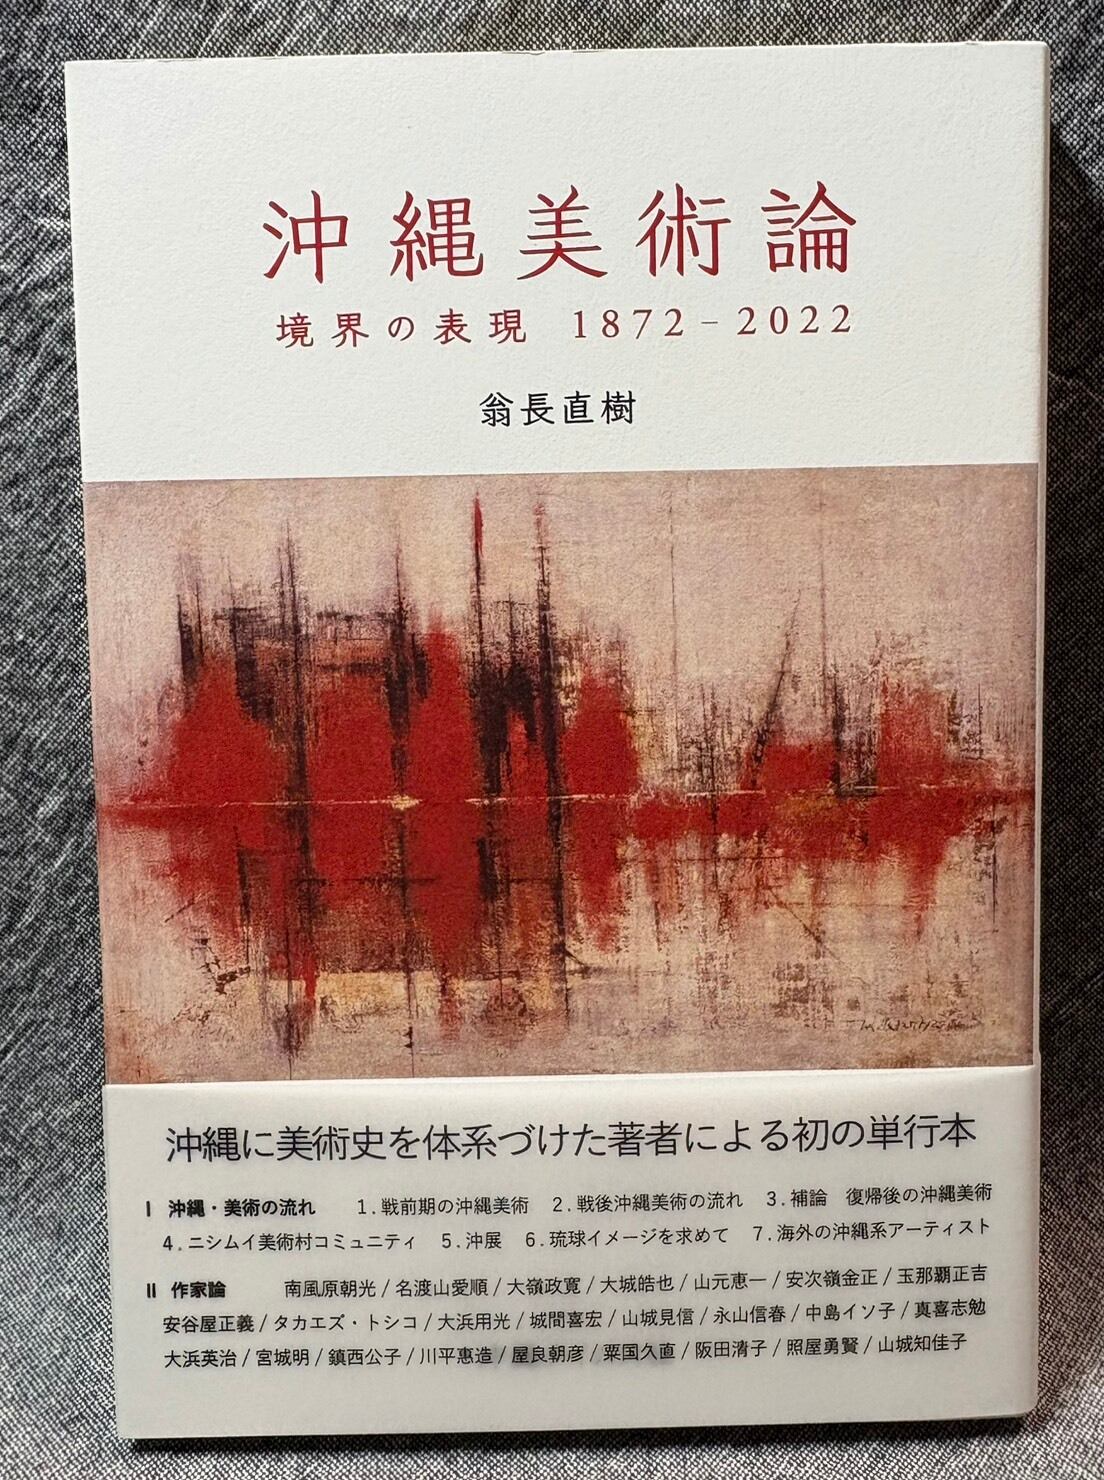 沖縄美術論
境界の表現 1872–2022
翁長直樹
沖縄に美術史を体系づけた著者による初の単行本
I 沖縄・美術の流れ 1.戦前期の沖縄美術 2.戦後沖縄美術の流れ 3.補論 復帰後の沖縄美術
4.ニシムイ美術村コミュニティ 5.沖展 6.琉球イメージを求めて 7.海外の沖縄系アーティスト
II 作家論 南風原朝光/名渡山愛順/大嶺政寛/大城皓也/山元恵一/安次嶺金正/玉那覇正吉
安谷屋正義/タカエズ・トシコ/大浜用光/城間喜宏/山城見信/永山信春/中島イソ子/真喜志勉
大浜英治/宮城明/鎮西公子/川平惠造/屋良朝彦/粟国久直/阪田清子/照屋勇賢/山城知佳子